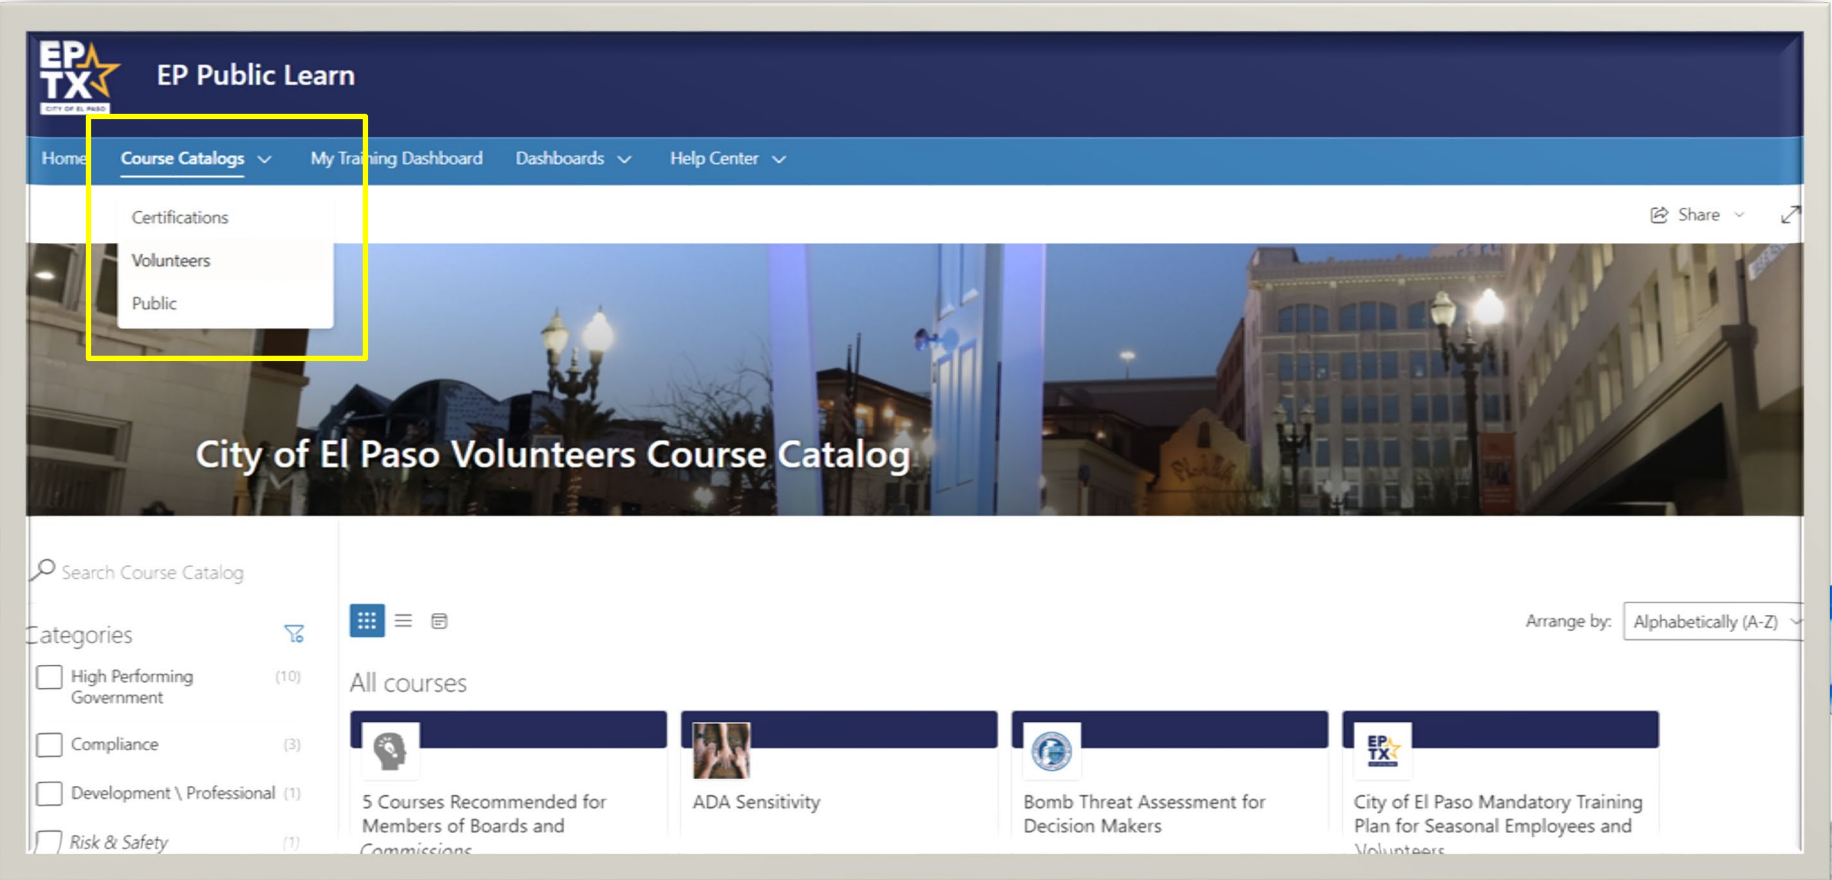 EP
TX
CITY OF EL PASO
EP Public Learn
Home
Course Catalogs
My Training Dashboard
Dashboards
Help Center
Certifications
Volunteers
Public
Share
PLAZA
City of El Paso Volunteers Course Catalog
Search Course Catalog
Categories
Arrange by:
Alphabetically (A-Z)
High Performing (10)
Government
Compliance (3)
Development \ Professional (1)
Risk & Safety (1)
All courses
5 Courses Recommended for
Members of Boards and
Commissions
ADA Sensitivity
Bomb Threat Assessment for
Decision Makers
EP
TX
City of El Paso Mandatory Training
Plan for Seasonal Employees and
Volunteers